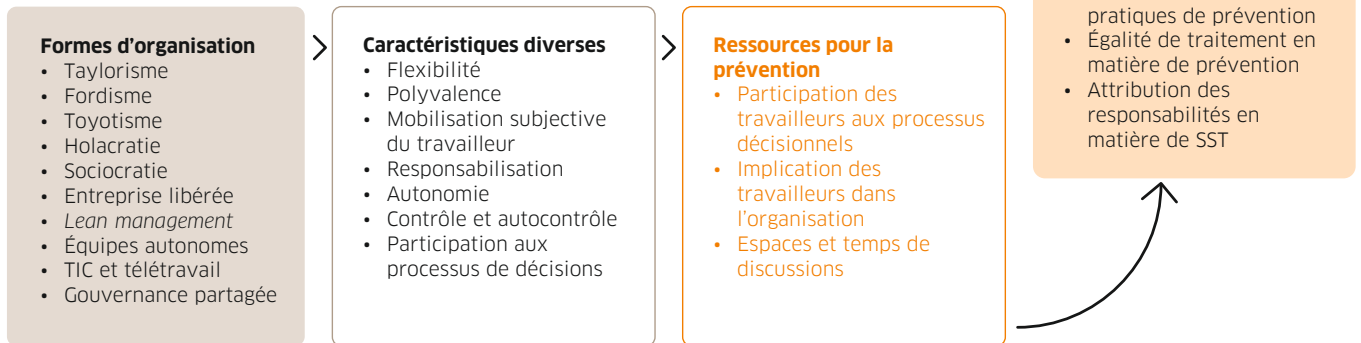 Formes d’organisation
• Taylorisme
• Fordisme
• Toyotisme
• Holacratie
• Sociocratie
• Entreprise libérée
• Lean management
• Équipes autonomes
• TIC et télétravail
• Gouvernance partagée
Caractéristiques diverses
• Flexibilité
• Polyvalence
• Mobilisation subjective
du travailleur
• Responsabilisation
• Autonomie
• Contrôle et autocontrôle
• Participation aux
processus de décisions
Ressources pour la
prévention
• Participation des
travailleurs aux processus
décisionnels
• Implication des
travailleurs dans
l’organisation
• Espaces et temps de
discussions
pratiques de prévention
• Égalité de traitement en
matière de prévention
• Attribution des
responsabilités en
matière de SST